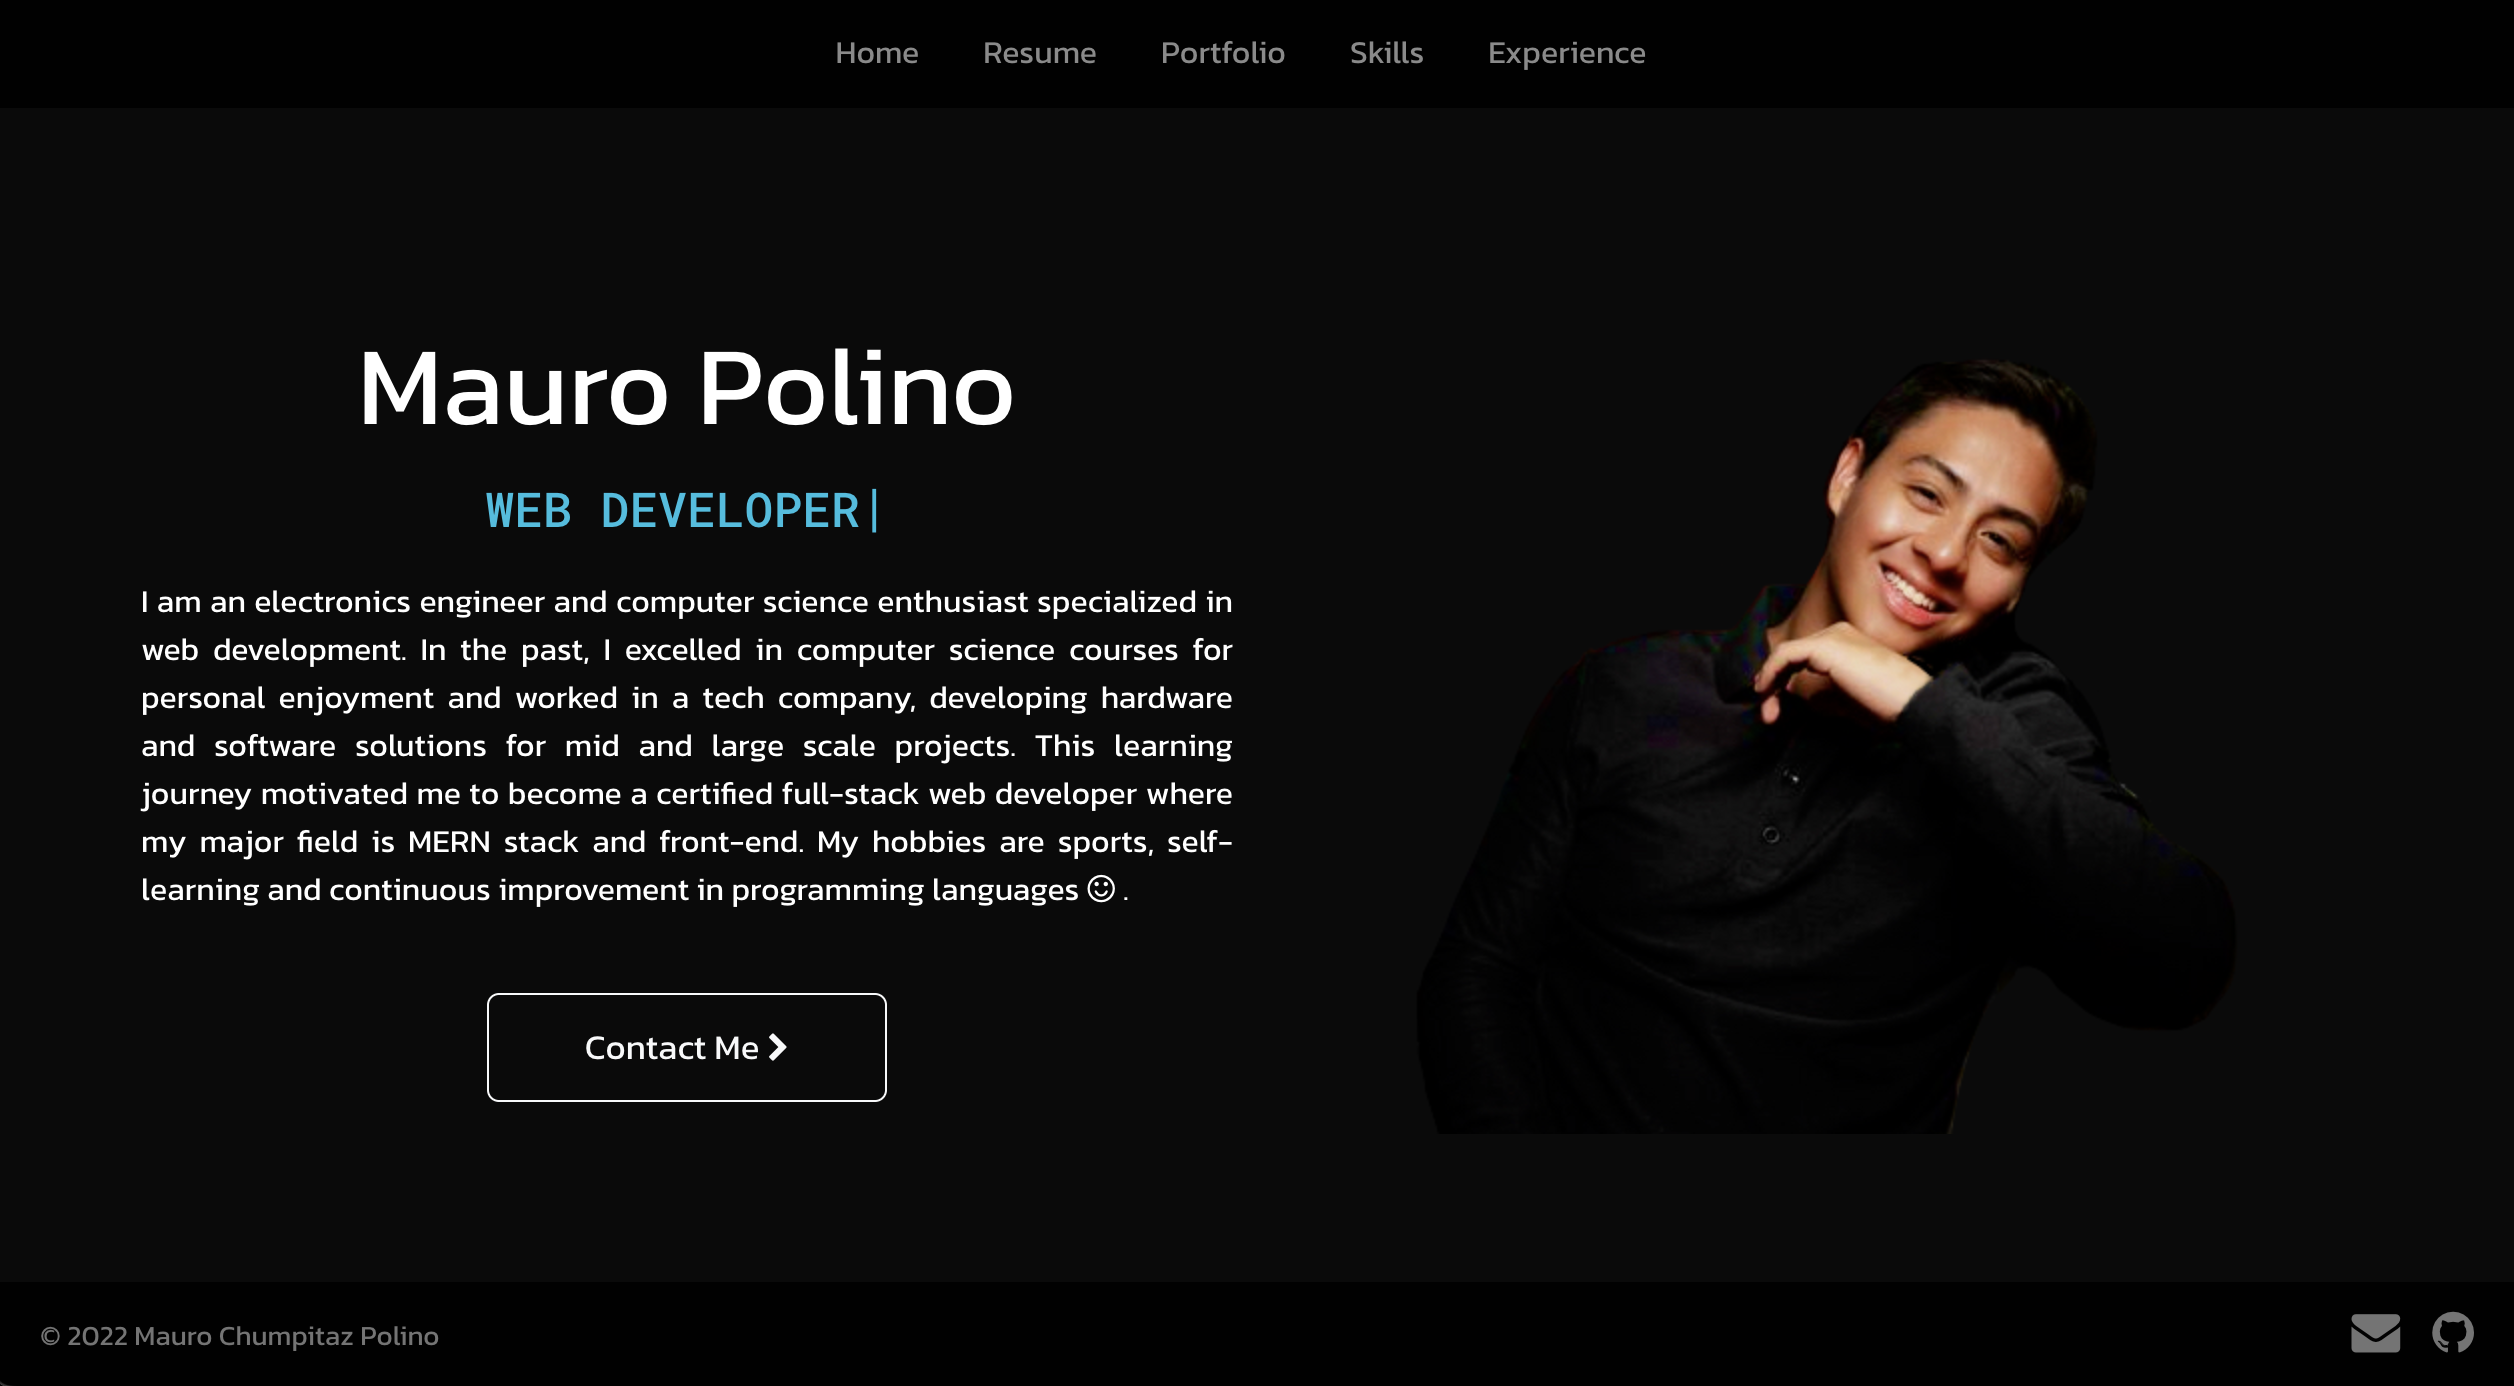 Home Resume Portfolio Skills Experience
Mauro Polino
WEB DEVELOPER|
I am an electronics engineer and computer science enthusiast specialized in
web development. In the past, I excelled in computer science courses for
personal enjoyment and worked in a tech company, developing hardware
and software solutions for mid and large scale projects. This learning
journey motivated me to become a certified full-stack web developer where
my major field is MERN stack and front-end. My hobbies are sports, self-
learning and continuous improvement in programming languages ☺ .
Contact Me
© 2022 Mauro Chumpitaz Polino